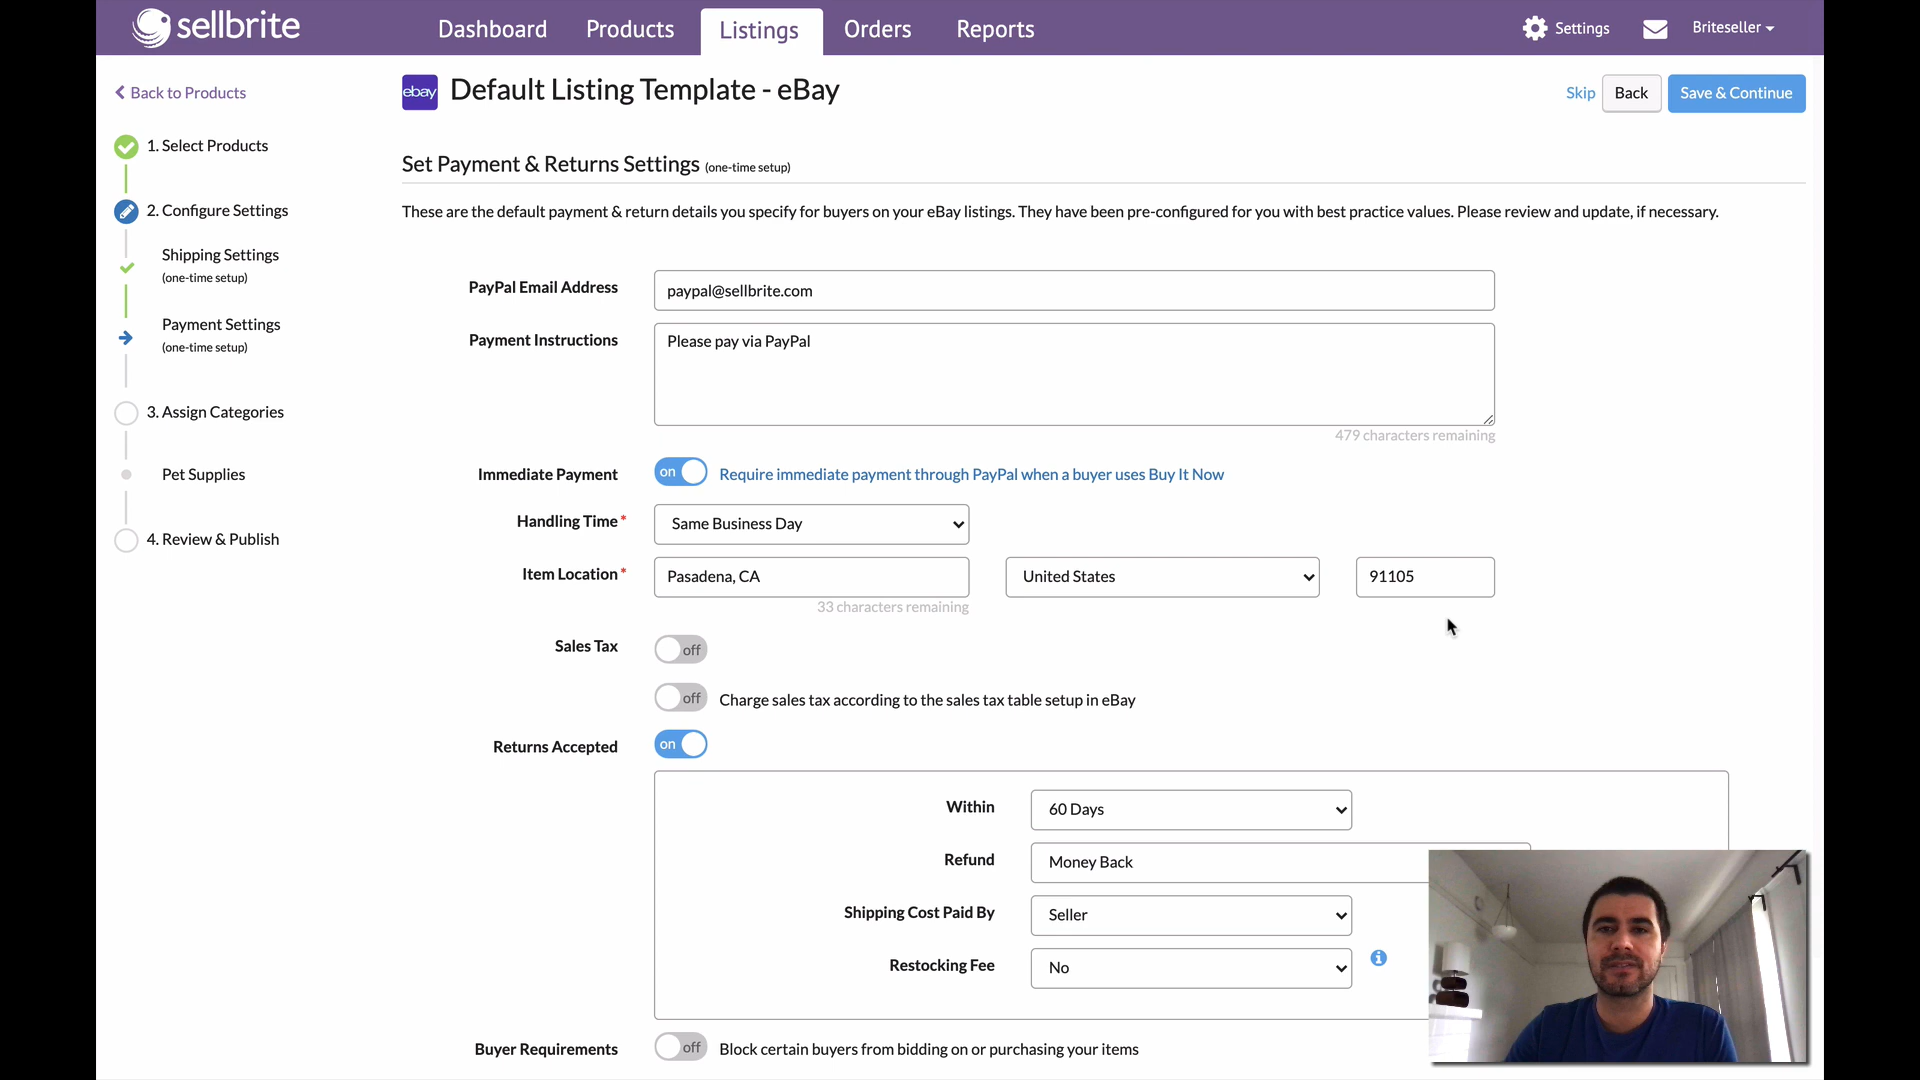 sellbrite
Dashboard
Products
Listings
Orders
Reports
Settings
Briteseller
Back to Products
ebay
Default Listing Template - eBay
Skip
Back
Save & Continue
1. Select Products
2. Configure Settings
Shipping Settings
(one-time setup)
Payment Settings
(one-time setup)
3. Assign Categories
Pet Supplies
4. Review & Publish
Set Payment & Returns Settings (one-time setup)
These are the default payment & return details you specify for buyers on your eBay listings. They have been pre-configured for you with best practice values. Please review and update, if necessary.
PayPal Email Address
paypal@sellbrite.com
Payment Instructions
Please pay via PayPal
479 characters remaining
Immediate Payment
on
Require immediate payment through PayPal when a buyer uses Buy It Now
Handling Time*
Same Business Day
Item Location*
Pasadena, CA
United States
91105
33 characters remaining
Sales Tax
off
off
Charge sales tax according to the sales tax table setup in eBay
Returns Accepted
on
Within
60 Days
Refund
Money Back
Shipping Cost Paid By
Seller
Restocking Fee
No
Buyer Requirements
off
Block certain buyers from bidding on or purchasing your items